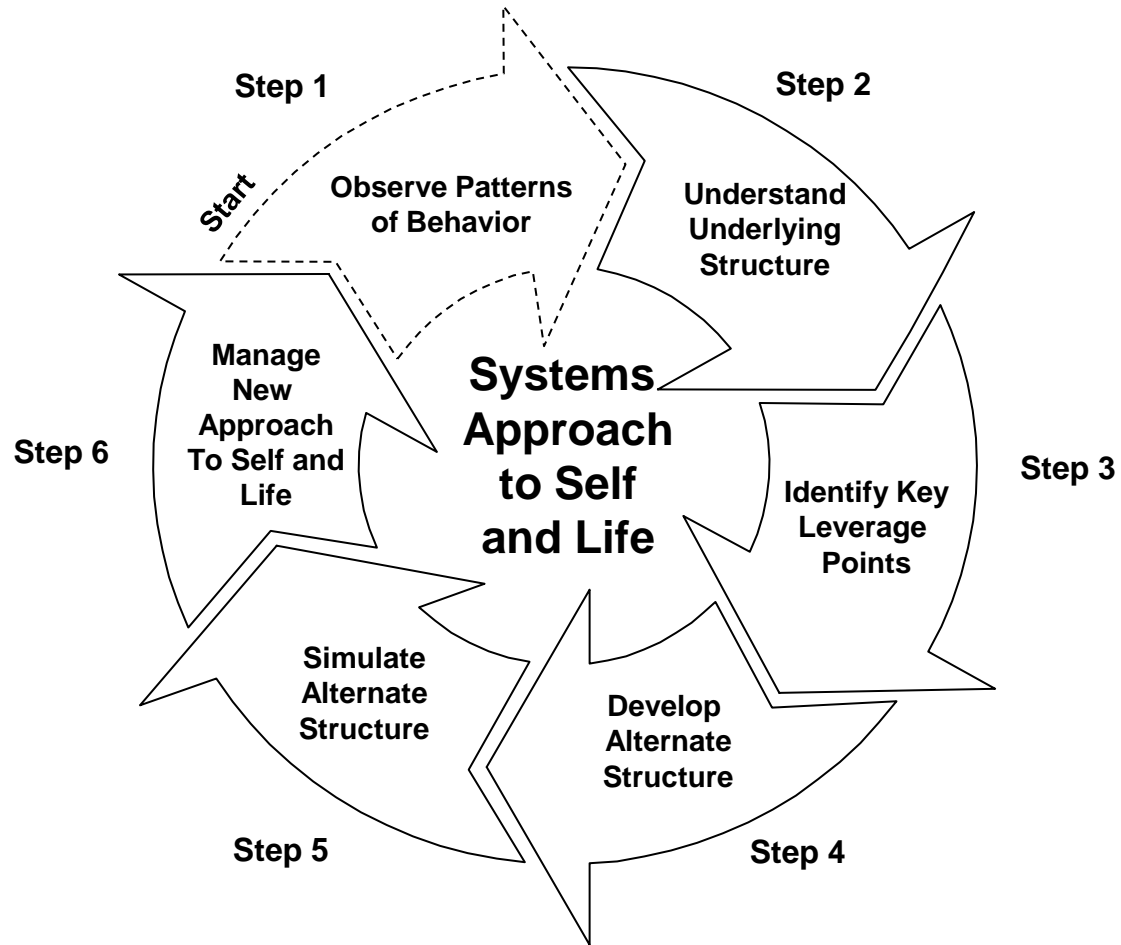 Step 1
Start
Observe Patterns
of Behavior
Step 2
Understand
Underlying
Structure
Step 3
Identify Key
Leverage
Points
Step 4
Develop
Alternate
Structure
Step 5
Simulate
Alternate
Structure
Step 6
Manage
New
Approach
To Self and
Life
Systems
Approach
to Self
and Life